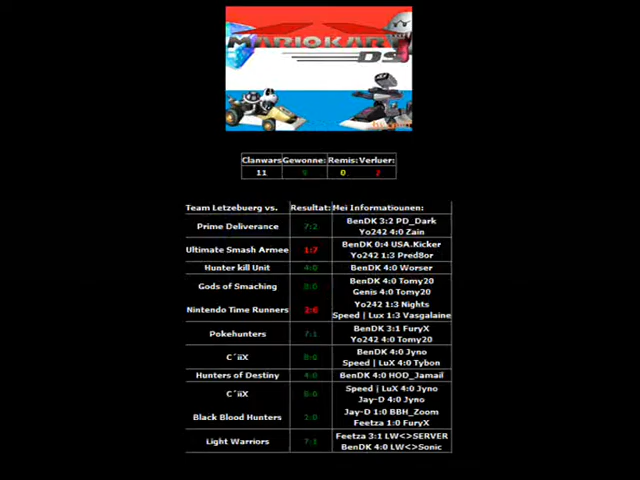 MARIOKART
DS
Clanwars Gewonne: Remis: Verluer:
11 9 0 2
Team Letzebuerg vs. Resultat: Mei Informatiounen:
Prime Deliverance 7:2 BenDK 3:2 PD_Dark
Yo242 4:0 Zain
Ultimate Smash Armee 1:7 BenDK 0:4 USA.Kicker
Yo242 1:3 Pred8or
Hunter kill Unit 4:0 BenDK 4:0 Worser
Gods of Smaching 8:0 BenDK 4:0 Tomy20
Genis 4:0 Tomy20
Nintendo Time Runners 2:6 Yo242 1:3 Nights
Speed | Lux 1:3 Vasgalaine
Pokehunters 7:1 BenDK 3:1 FuryX
Yo242 4:0 Tomy20
C´iiX 8:0 BenDK 4:0 Jyno
Speed | LuX 4:0 Tybon
Hunters of Destiny 4:0 BenDK 4:0 HOD_Jamail
C´iiX 8:0 Speed | LuX 4:0 Jyno
Jay-D 4:0 Jyno
Black Blood Hunters 2:0 Jay-D 1:0 BBH_Zoom
Feetza 1:0 FuryX
Light Warriors 7:1 Feetza 3:1 LW<>SERVER
BenDK 4:0 LW<>Sonic